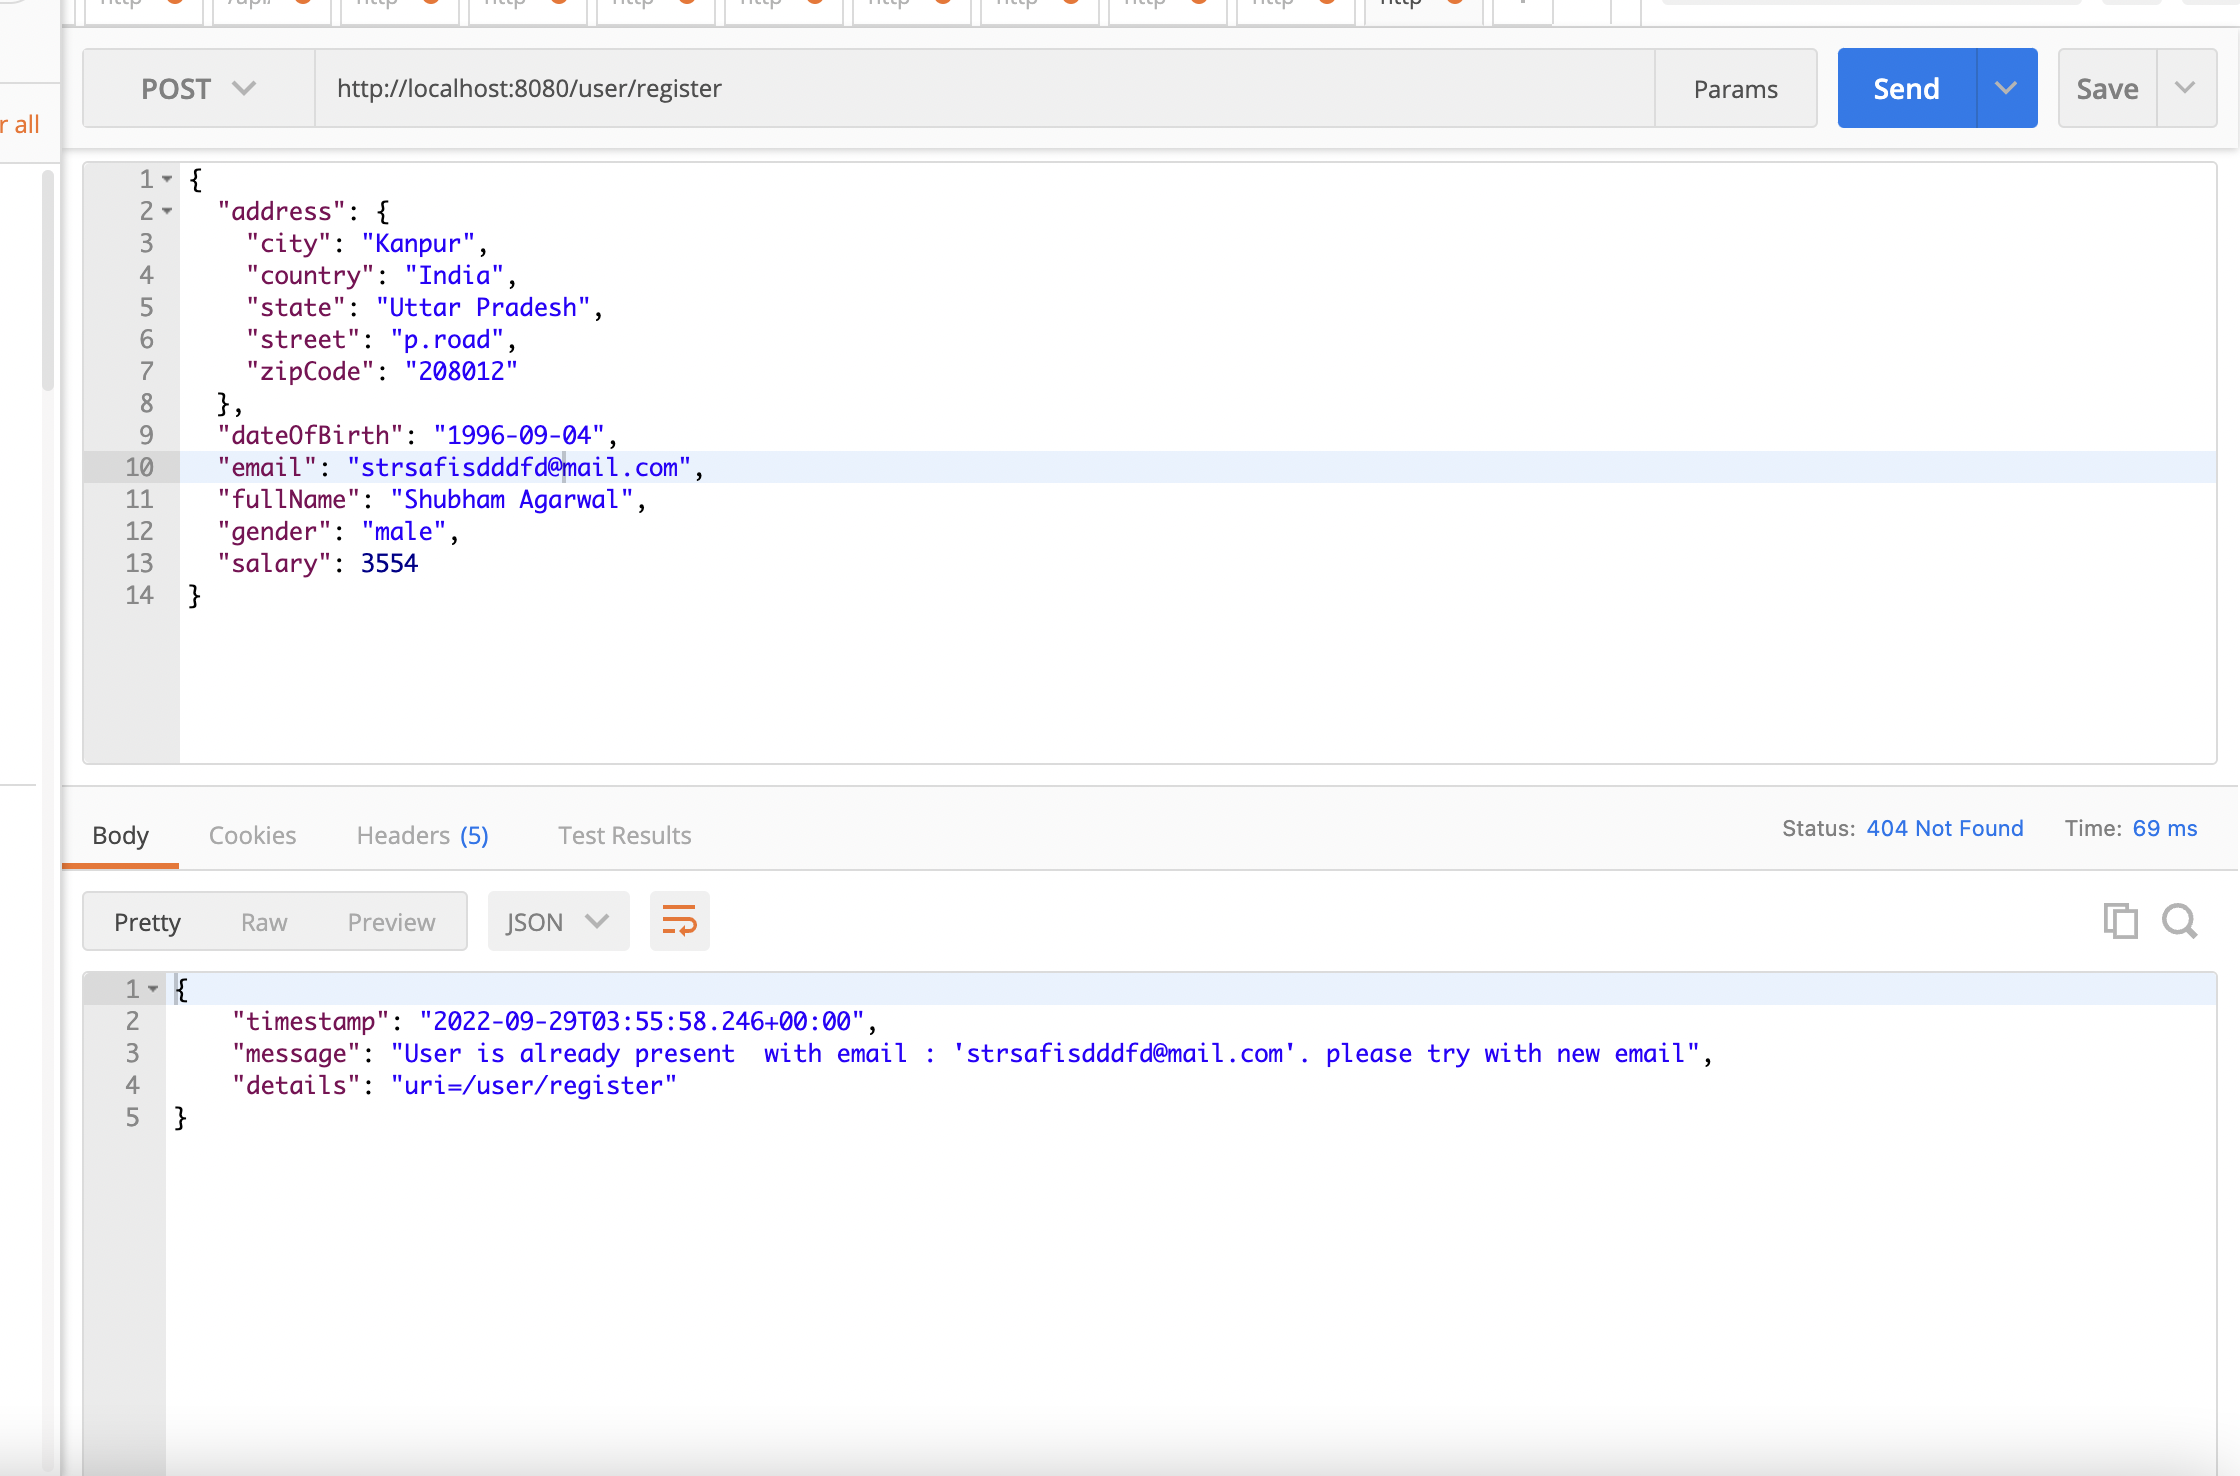 POST http://localhost:8080/user/register Params Send Save
r all
1 {
2 "address": {
3 "city": "Kanpur",
4 "country": "India",
5 "state": "Uttar Pradesh",
6 "street": "p.road",
7 "zipCode": "208012"
8 },
9 "dateOfBirth": "1996-09-04",
10 "email": "strsafisdddfd@mail.com",
11 "fullName": "Shubham Agarwal",
12 "gender": "male",
13 "salary": 3554
14 }
Body Cookies Headers (5) Test Results Status: 404 Not Found Time: 69 ms
Pretty Raw Preview JSON
1 {
2 "timestamp": "2022-09-29T03:55:58.246+00:00",
3 "message": "User is already present  with email : 'strsafisdddfd@mail.com'. please try with new email",
4 "details": "uri=/user/register"
5 }